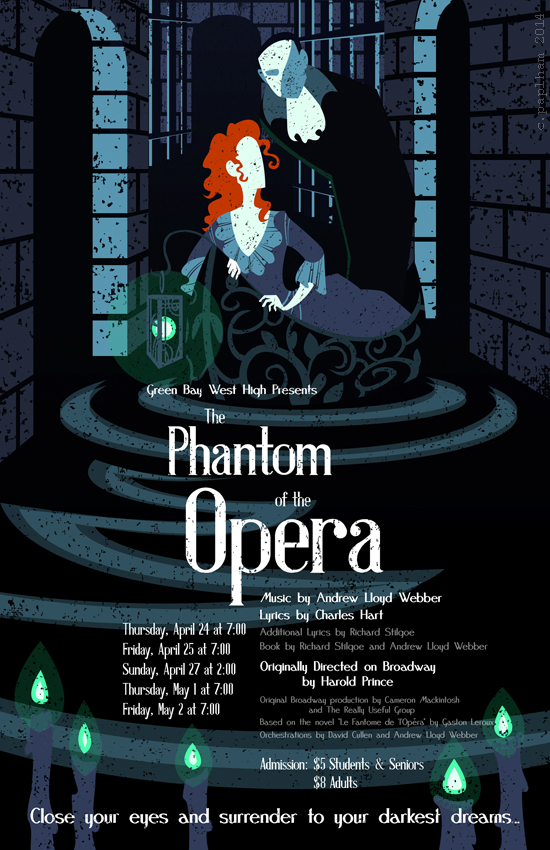 c.paplham 2014
Green Bay West High Presents
The
Phantom
of the
Opera
Music by Andrew Lloyd Webber
Lyrics by Charles Hart
Additional Lyrics by Richard Stilgoe
Book by Richard Stilgoe and Andrew Lloyd Webber
Originally Directed on Broadway
by Harold Prince
Original Broadway production by Cameron Mackintosh
and The Really Useful Group
Based on the novel "Le Fantome de l'Opéra" by Gaston Leroux
Orchestrations by David Cullen and Andrew Lloyd Webber
Thursday, April 24 at 7:00
Friday, April 25 at 7:00
Sunday, April 27 at 2:00
Thursday, May 1 at 7:00
Friday, May 2 at 7:00
Admission: $5 Students & Seniors
$8 Adults
Close your eyes and surrender to your darkest dreams...